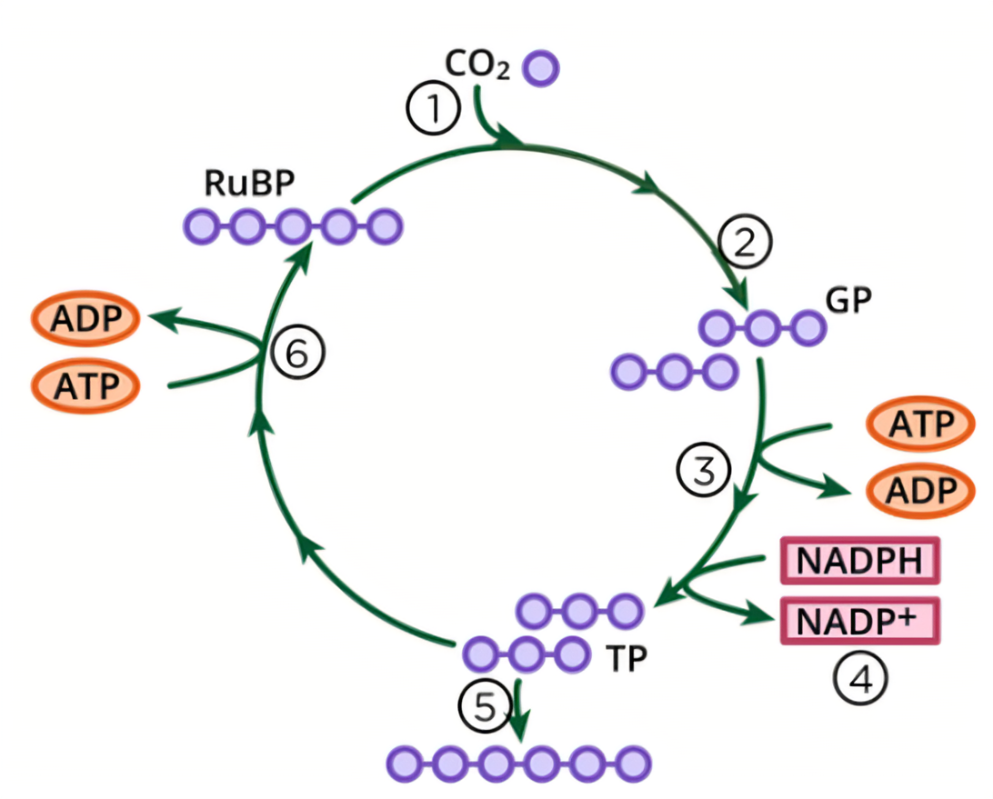 CO₂
①
RuBP
②
GP
ADP
⑥
ATP
ATP
③
ADP
NADPH
NADP⁺
TP
④
⑤